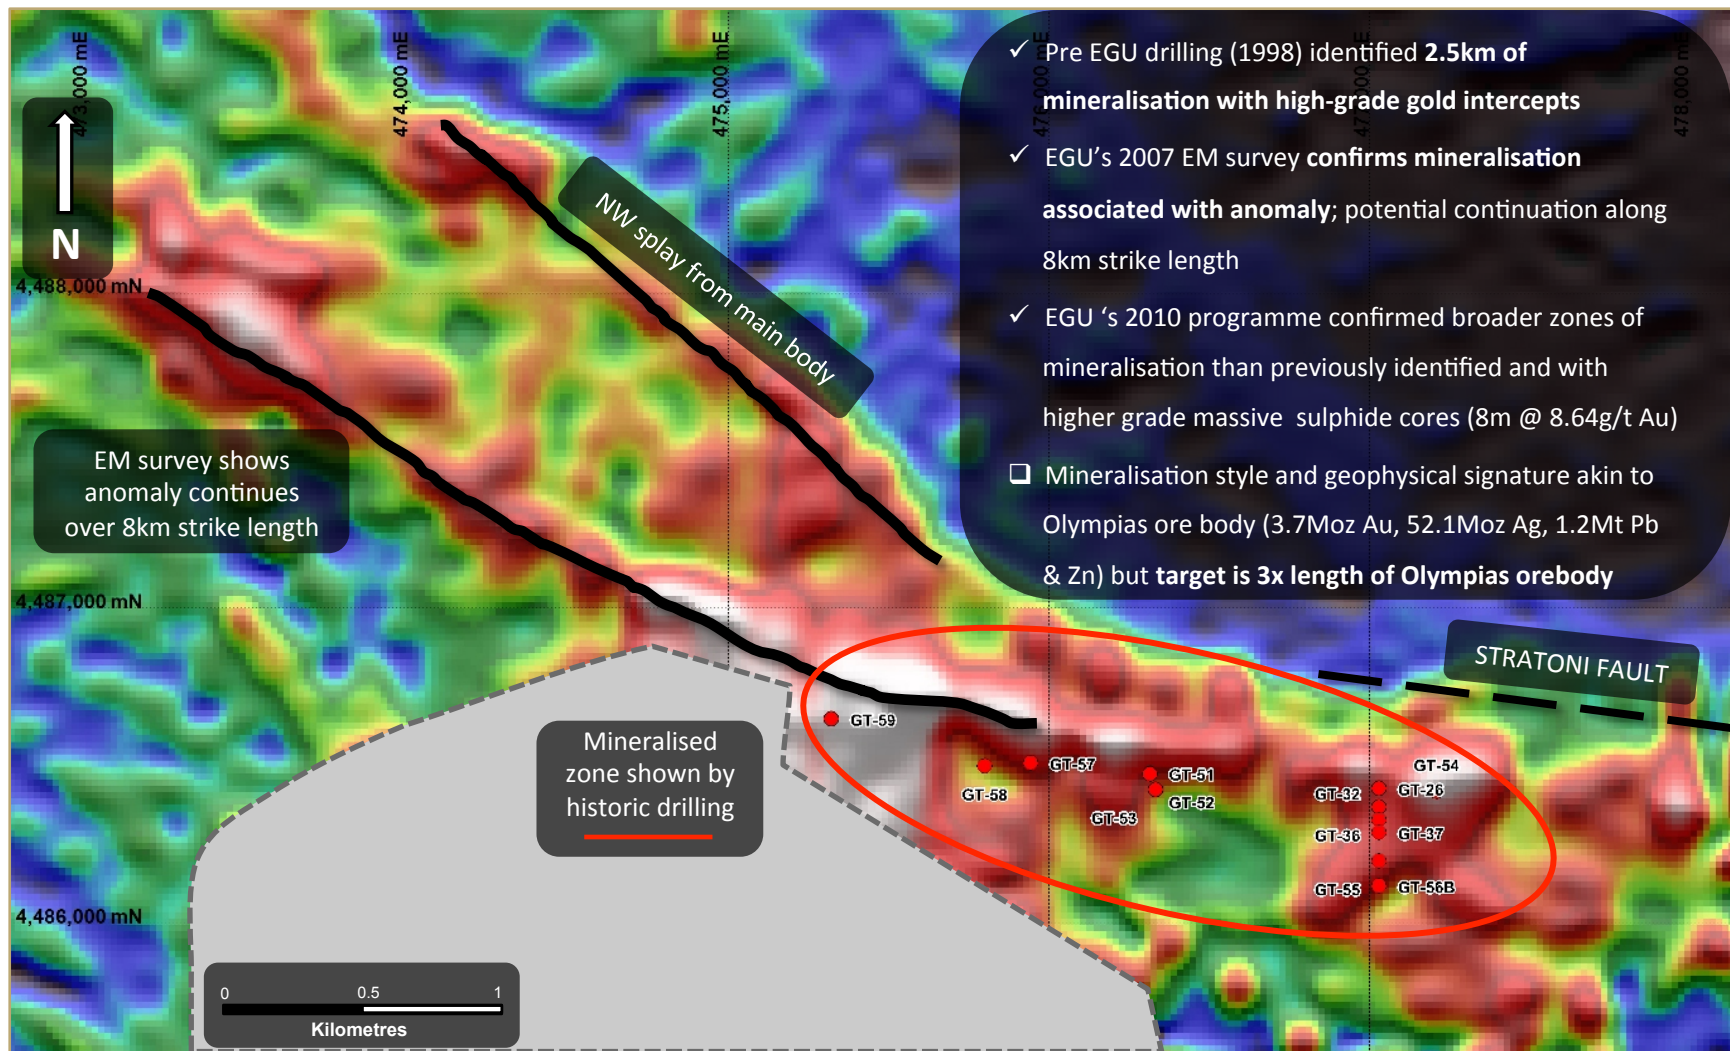 473,000 mE
474,000 mE
475,000 mE
476,000 mE
477,000 mE
478,000 mE
✓ Pre EGU drilling (1998) identified 2.5km of
mineralisation with high-grade gold intercepts
✓ EGU's 2007 EM survey confirms mineralisation
associated with anomaly; potential continuation along
8km strike length
✓ EGU ‘s 2010 programme confirmed broader zones of
mineralisation than previously identified and with
higher grade massive sulphide cores (8m @ 8.64g/t Au)
❑ Mineralisation style and geophysical signature akin to
Olympias ore body (3.7Moz Au, 52.1Moz Ag, 1.2Mt Pb
& Zn) but target is 3x length of Olympias orebody
N
NW splay from main body
4,488,000 mN
EM survey shows
anomaly continues
over 8km strike length
4,487,000 mN
STRATONI FAULT
Mineralised
zone shown by
historic drilling
GT-59
GT-57
GT-58
GT-51
GT-52
GT-53
GT-54
GT-32
GT-26
GT-36
GT-37
GT-55
GT-56B
4,486,000 mN
0 0.5 1
Kilometres